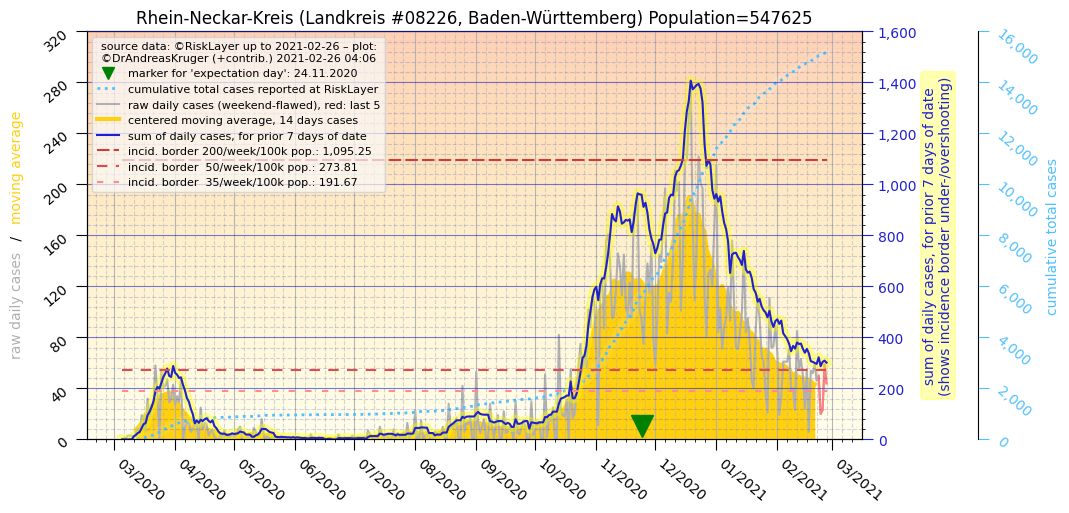 Rhein-Neckar-Kreis (Landkreis #08226, Baden-Württemberg) Population=547625
source data: ©RiskLayer up to 2021-02-26 – plot:
©DrAndreasKruger (+contrib.) 2021-02-26 04:06
marker for 'expectation day': 24.11.2020
cumulative total cases reported at RiskLayer
raw daily cases (weekend-flawed), red: last 5
centered moving average, 14 days cases
sum of daily cases, for prior 7 days of date
incid. border 200/week/100k pop.: 1,095.25
incid. border  50/week/100k pop.: 273.81
incid. border  35/week/100k pop.: 191.67
raw daily cases  /  moving average
320
280
240
200
160
120
80
40
0
1,600
1,400
1,200
1,000
800
600
400
200
0
sum of daily cases, for prior 7 days of date
(shows incidence border under-/overshooting)
16,000
14,000
12,000
10,000
8,000
6,000
4,000
2,000
0
cumulative total cases
03/2020
04/2020
05/2020
06/2020
07/2020
08/2020
09/2020
10/2020
11/2020
12/2020
01/2021
02/2021
03/2021